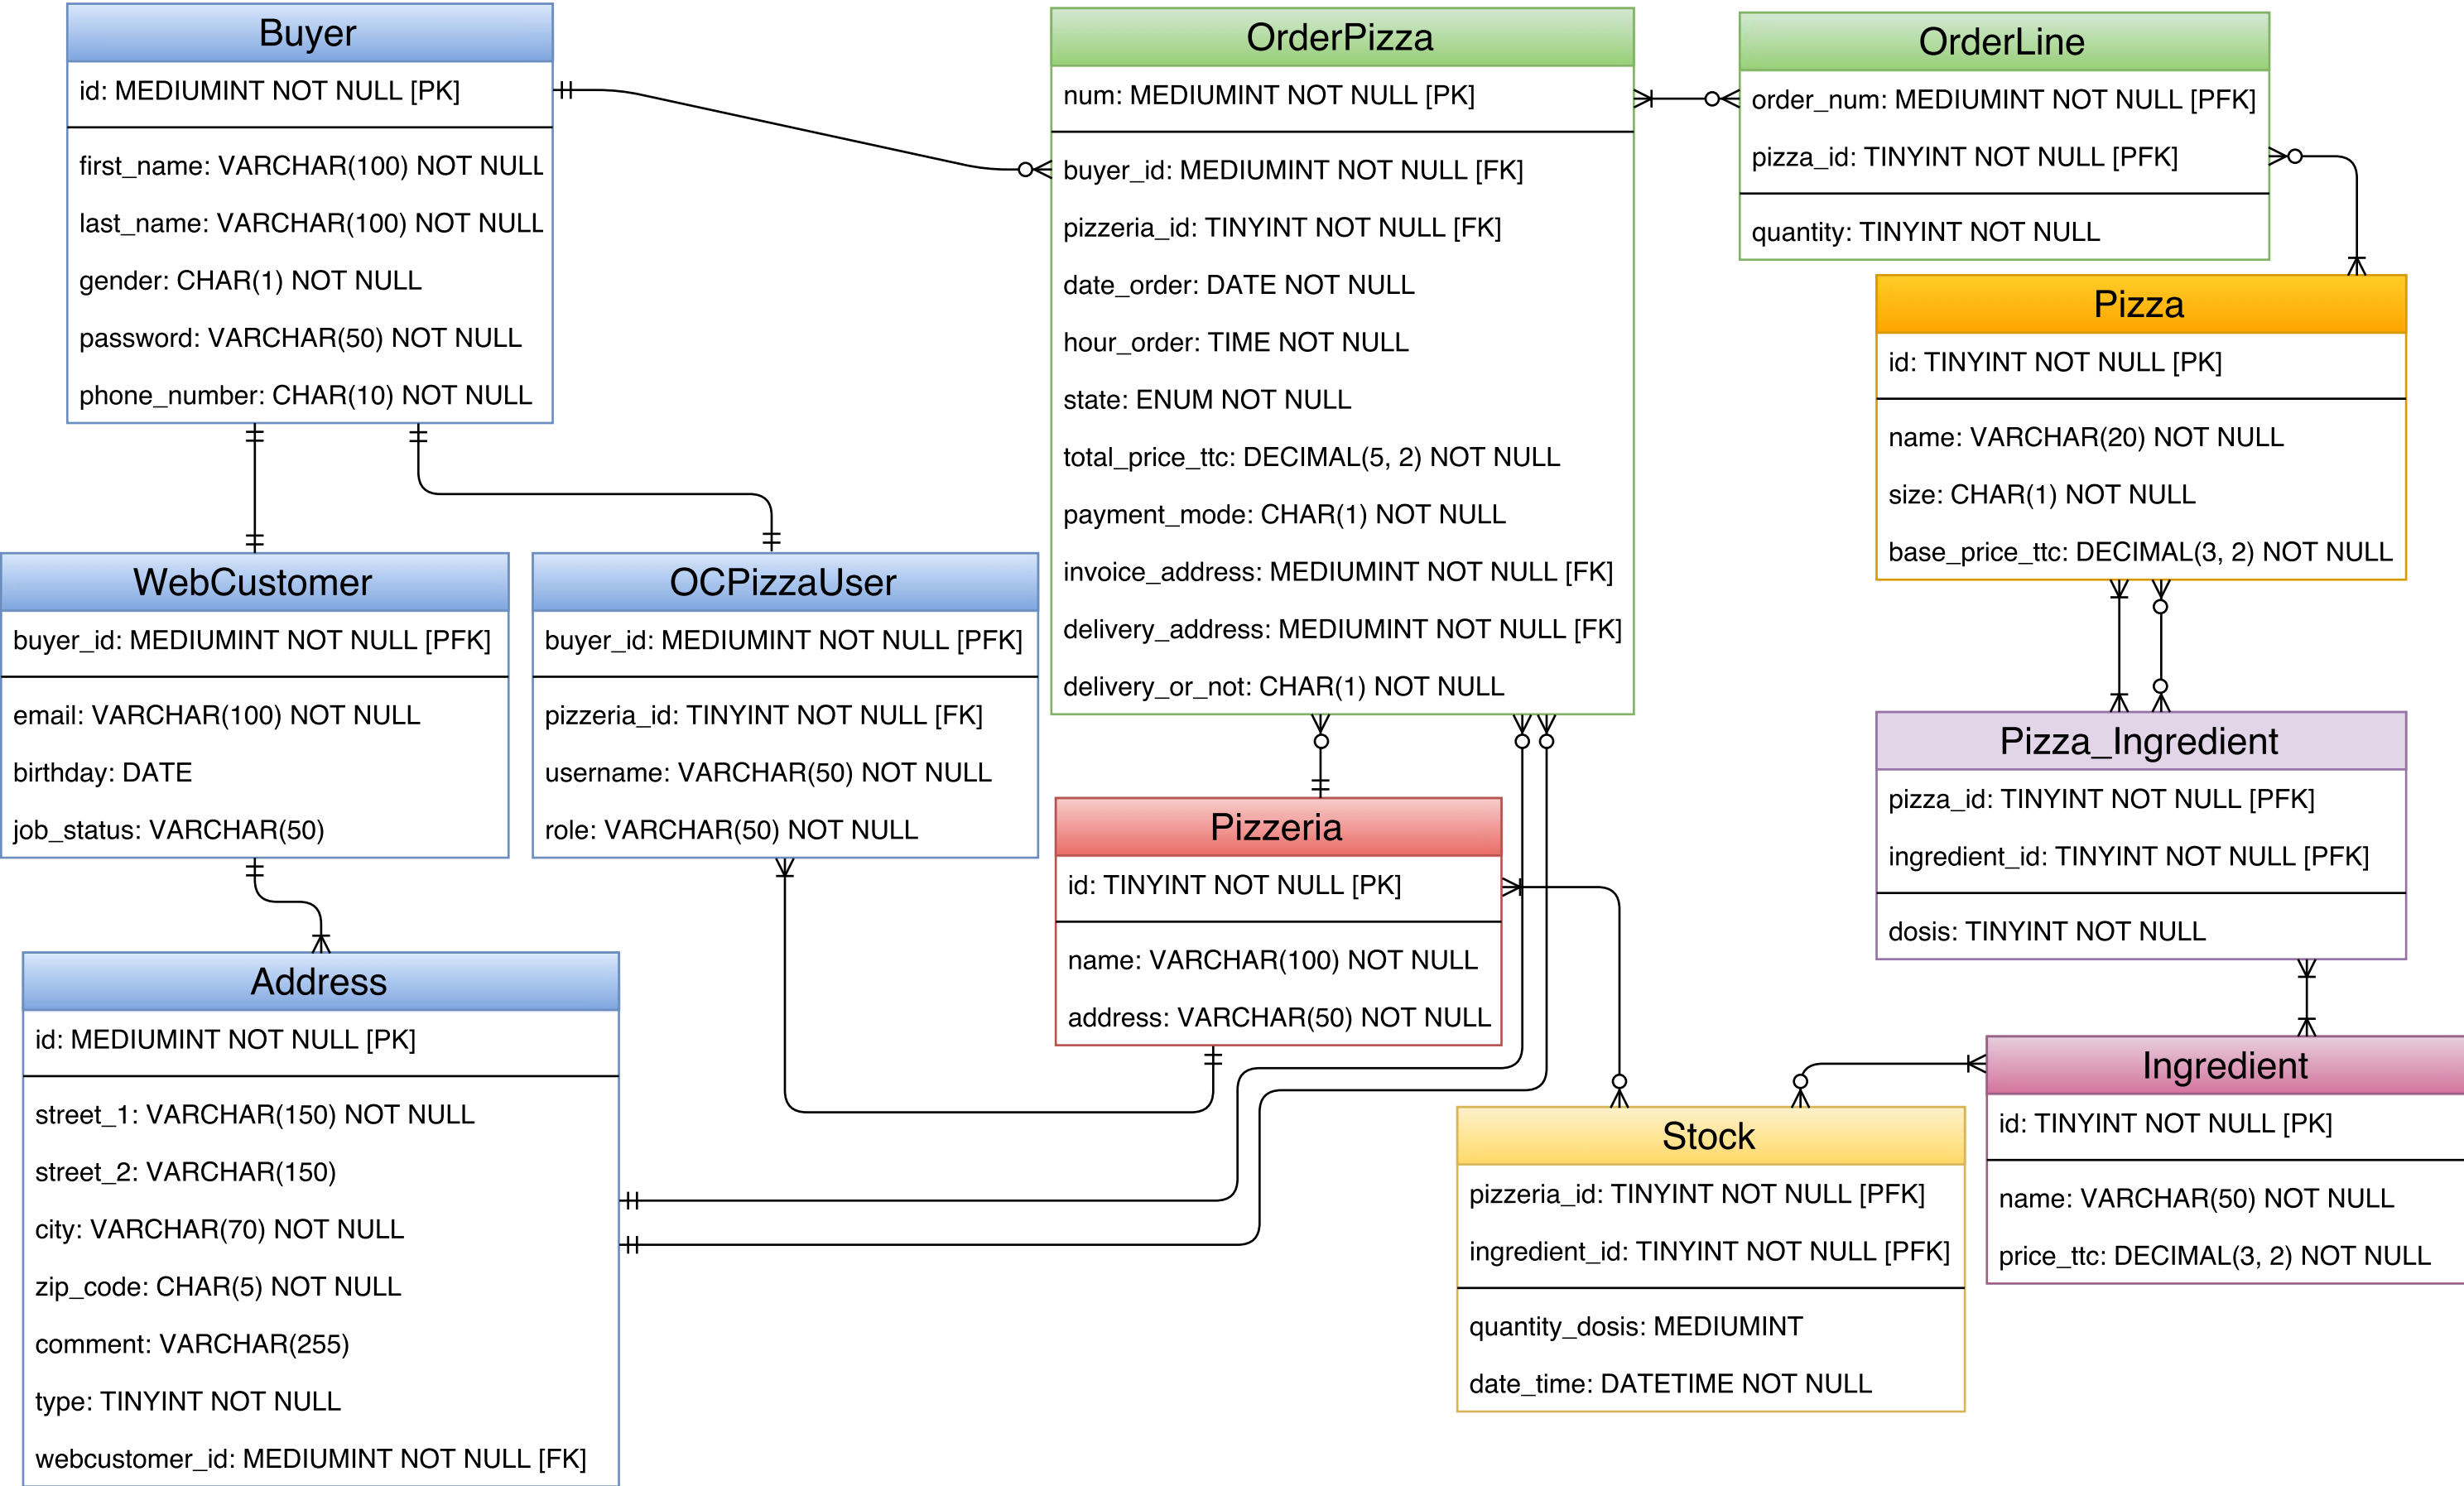 Buyer
id: MEDIUMINT NOT NULL [PK]
first_name: VARCHAR(100) NOT NULL
last_name: VARCHAR(100) NOT NULL
gender: CHAR(1) NOT NULL
password: VARCHAR(50) NOT NULL
phone_number: CHAR(10) NOT NULL
OrderPizza
num: MEDIUMINT NOT NULL [PK]
buyer_id: MEDIUMINT NOT NULL [FK]
pizzeria_id: TINYINT NOT NULL [FK]
date_order: DATE NOT NULL
hour_order: TIME NOT NULL
state: ENUM NOT NULL
total_price_ttc: DECIMAL(5, 2) NOT NULL
payment_mode: CHAR(1) NOT NULL
invoice_address: MEDIUMINT NOT NULL [FK]
delivery_address: MEDIUMINT NOT NULL [FK]
delivery_or_not: CHAR(1) NOT NULL
OrderLine
order_num: MEDIUMINT NOT NULL [PFK]
pizza_id: TINYINT NOT NULL [PFK]
quantity: TINYINT NOT NULL
Pizza
id: TINYINT NOT NULL [PK]
name: VARCHAR(20) NOT NULL
size: CHAR(1) NOT NULL
base_price_ttc: DECIMAL(3, 2) NOT NULL
WebCustomer
buyer_id: MEDIUMINT NOT NULL [PFK]
email: VARCHAR(100) NOT NULL
birthday: DATE
job_status: VARCHAR(50)
OCPizzaUser
buyer_id: MEDIUMINT NOT NULL [PFK]
pizzeria_id: TINYINT NOT NULL [FK]
username: VARCHAR(50) NOT NULL
role: VARCHAR(50) NOT NULL
Pizzeria
id: TINYINT NOT NULL [PK]
name: VARCHAR(100) NOT NULL
address: VARCHAR(50) NOT NULL
Pizza_Ingredient
pizza_id: TINYINT NOT NULL [PFK]
ingredient_id: TINYINT NOT NULL [PFK]
dosis: TINYINT NOT NULL
Address
id: MEDIUMINT NOT NULL [PK]
street_1: VARCHAR(150) NOT NULL
street_2: VARCHAR(150)
city: VARCHAR(70) NOT NULL
zip_code: CHAR(5) NOT NULL
comment: VARCHAR(255)
type: TINYINT NOT NULL
webcustomer_id: MEDIUMINT NOT NULL [FK]
Stock
pizzeria_id: TINYINT NOT NULL [PFK]
ingredient_id: TINYINT NOT NULL [PFK]
quantity_dosis: MEDIUMINT
date_time: DATETIME NOT NULL
Ingredient
id: TINYINT NOT NULL [PK]
name: VARCHAR(50) NOT NULL
price_ttc: DECIMAL(3, 2) NOT NULL